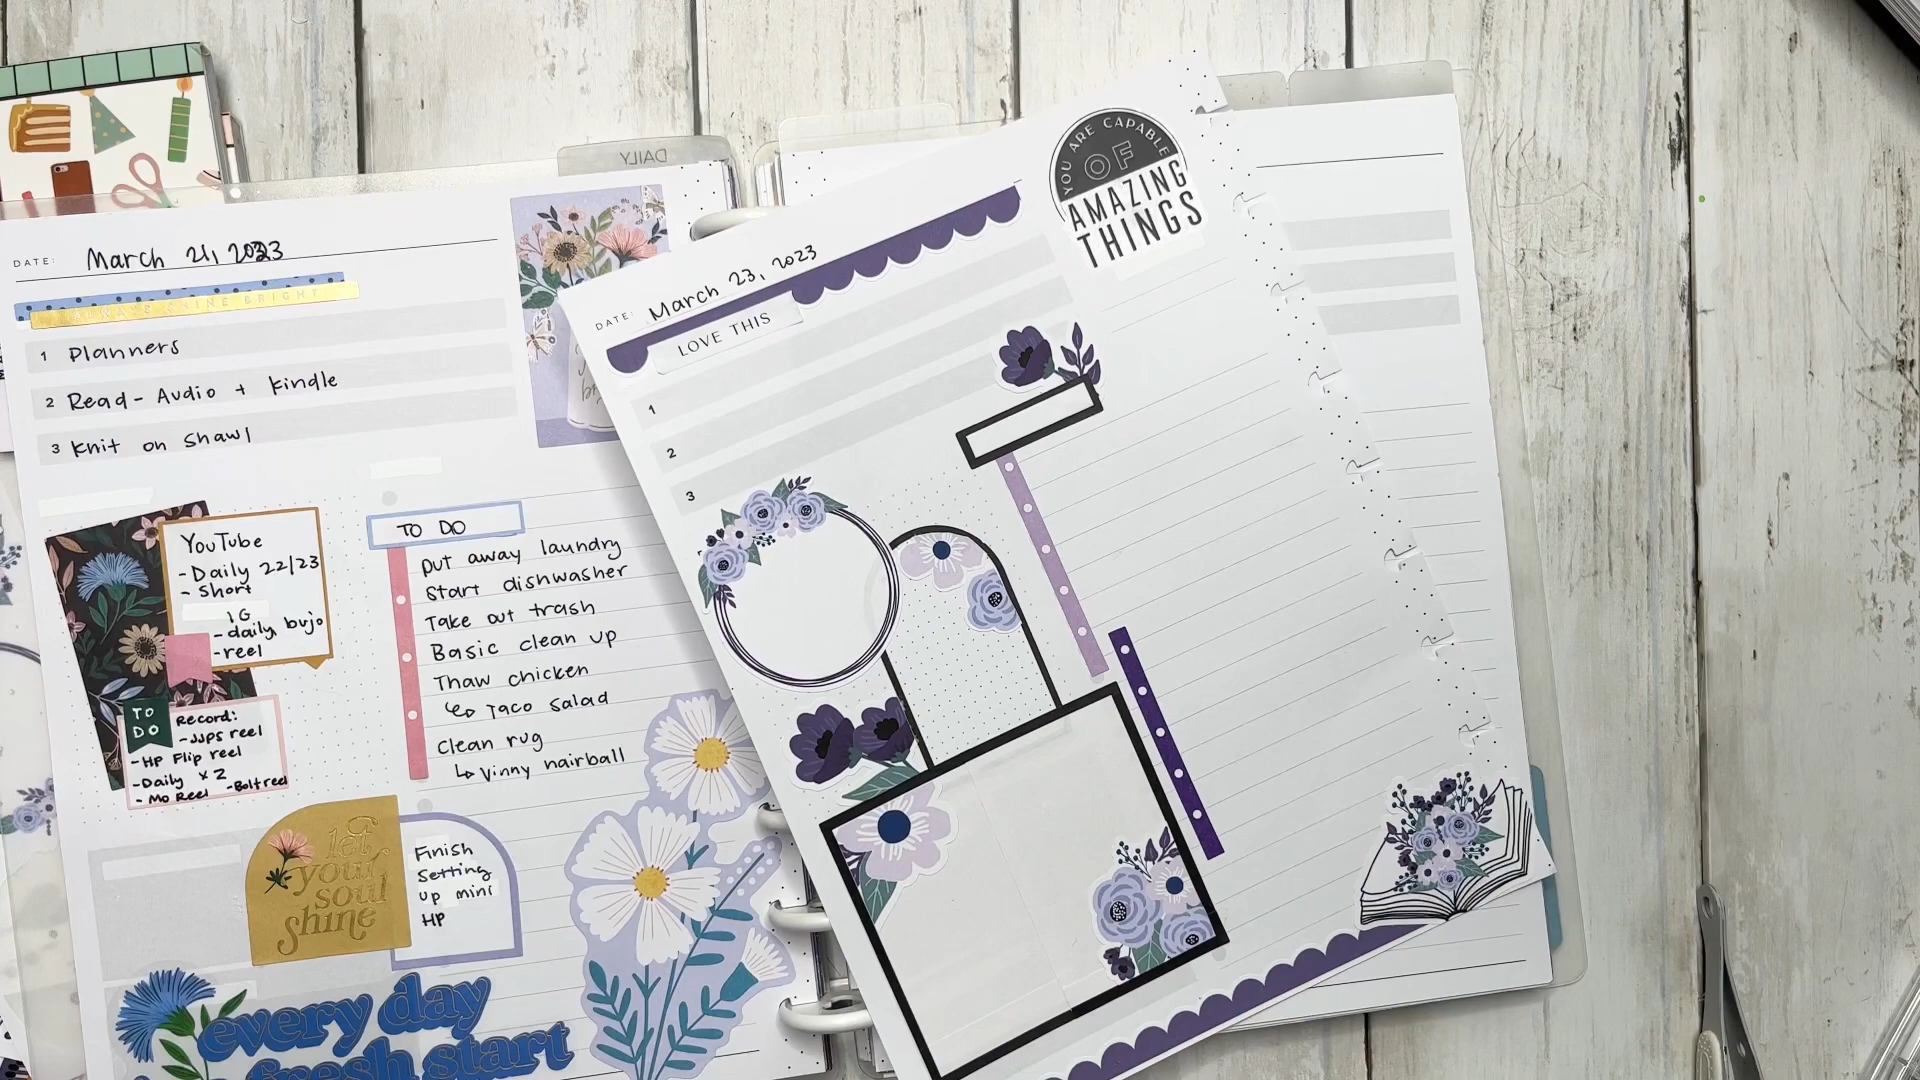 DAILY
DATE: March 21, 2023
ALWAYS SHINE BRIGHT
1 Planners
2 Read - Audio + Kindle
3 Knit on Shawl
YouTube
- Daily 22/23
- Short
IG
- daily, bujo
- reel
TO DO
Record:
- JJPS reel
- HP Flip reel
- Daily x 2
- Mo Reel - Bolt reel
TO DO
Put away laundry
Start dishwasher
Take out trash
Basic clean up
Thaw chicken
↳ Taco salad
Clean rug
↳ Vinny hairball
let
your
soul
shine
Finish
Setting
up mini
HP
every day
fresh start
YOU ARE CAPABLE
OF
AMAZING
THINGS
DATE: March 23, 2023
LOVE THIS
1
2
3